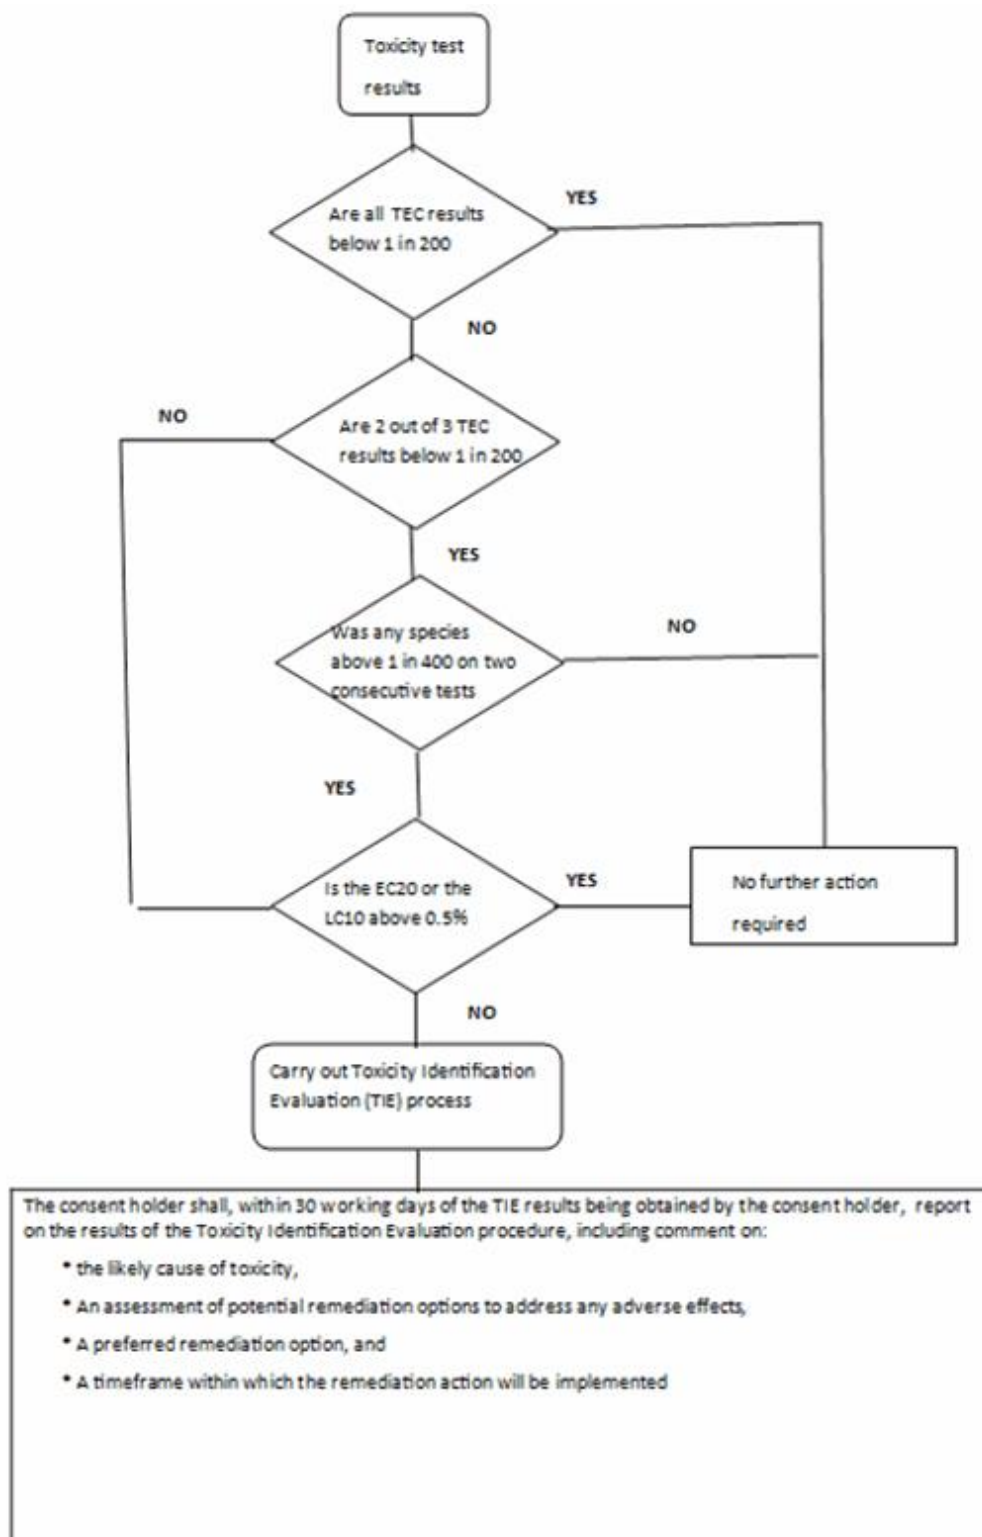 Toxicity test
results
Are all TEC results
below 1 in 200
YES
NO
Are 2 out of 3 TEC
results below 1 in 200
NO
YES
Was any species
above 1 in 400 on two
consecutive tests
NO
YES
Is the EC20 or the
LC10 above 0.5%
YES
No further action
required
NO
Carry out Toxicity Identification
Evaluation (TIE) process
The consent holder shall, within 30 working days of the TIE results being obtained by the consent holder, report
on the results of the Toxicity Identification Evaluation procedure, including comment on:
* the likely cause of toxicity,
* An assessment of potential remediation options to address any adverse effects,
* A preferred remediation option, and
* A timeframe within which the remediation action will be implemented